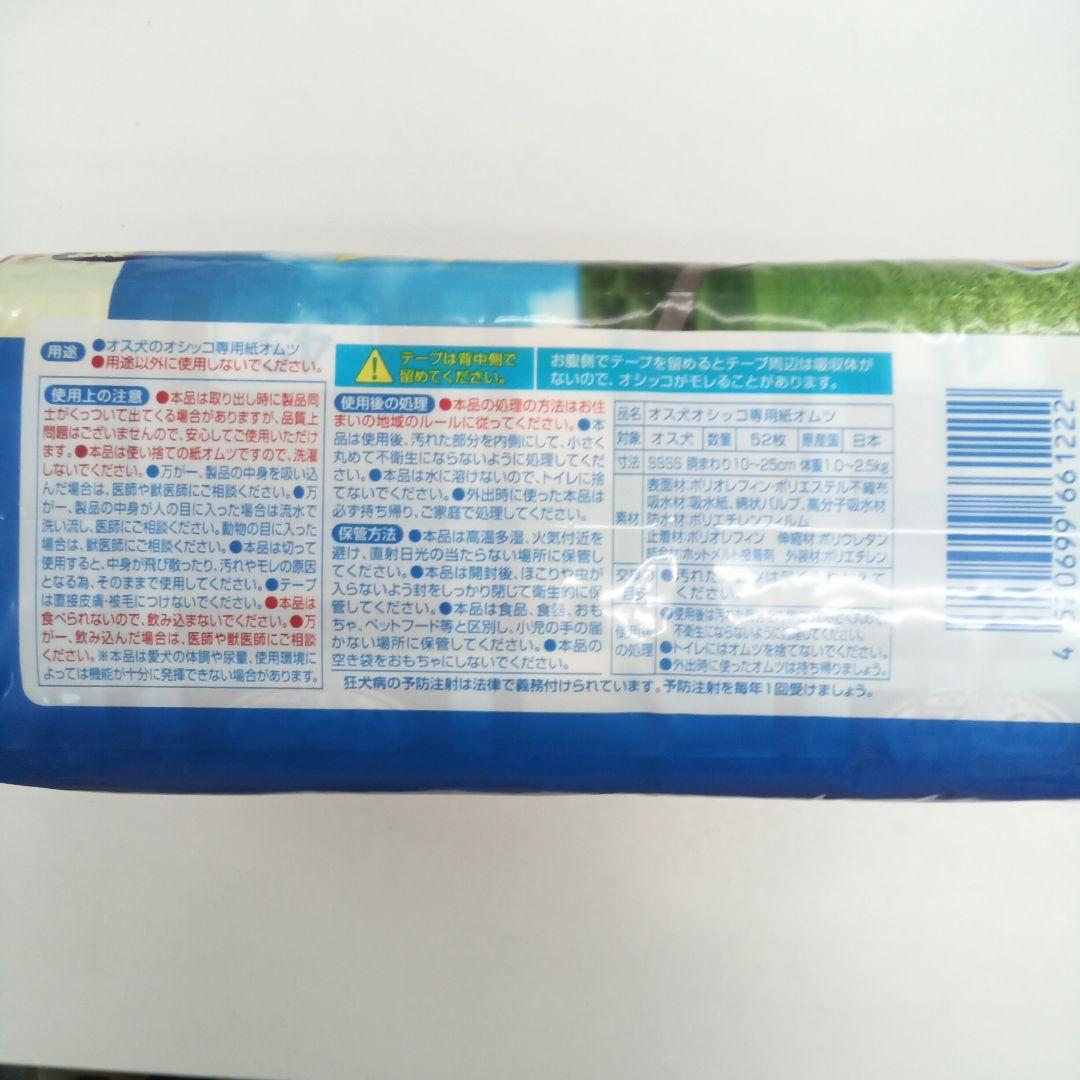 用途
●オス犬のオシッコ専用紙オムツ
●用途以外に使用しないでください。
使用上の注意 ●本品は取り出し時に製品同
士がくっついて出てくる場合がありますが、品質上
問題はございませんので、安心してご使用いただけ
ます。●本品は使い捨ての紙オムツですので、洗濯
しないでください。●万が一、製品の中身を吸い込
んだ場合は、医師や獣医師にご相談ください。●万
が一、製品の中身が人の目に入った場合は流水で
洗い流し、医師にご相談ください。動物の目に入った
場合は、獣医師にご相談ください。●本品は切って
使用すると、中身が飛び散ったり、汚れやモレの原因
となる為、そのまま使用してください。●テープ
は直接皮膚・被毛につけないでください。●本品は
食べられないので、飲み込まないでください。●万
が一、飲み込んだ場合は、医師や獣医師にご相談
ください。※本品は愛犬の体調や尿量、使用環境に
よっては機能が十分に発揮できない場合があります。
テープは背中側で
留めてください。
お腹側でテープを留めるとテープ周辺は吸収体が
ないので、オシッコがモレることがあります。
使用後の処理 ●本品の処理の方法はお住
まいの地域のルールに従ってください。●本
品は使用後、汚れた部分を内側にして、小さく
丸めて不衛生にならないように処理してくだ
さい。●本品は水に溶けないので、トイレに捨
てないでください。●外出時に使った本品は
必ず持ち帰り、ご家庭で処理してください。
保管方法 ●本品は高温多湿、火気付近を
避け、直射日光の当たらない場所に保管し
てください。●本品は開封後、ほこりや虫が
入らないよう封をしっかり閉じて衛生的に保
管してください。●本品は食品、食器、おも
ちゃ、ペットフード等と区別し、小児の手の届
かない場所に保管してください。●本品の
空き袋をおもちゃにしないでください。
品名 オス犬オシッコ専用紙オムツ
対象 オス犬 数量 52枚 原産国 日本
寸法 SSSS 胴まわり10〜25cm 体重1.0〜2.5kg
素材
表面材:ポリオレフィン・ポリエステル不織布
吸水材:吸水紙、綿状パルプ、高分子吸水材
防水材:ポリエチレンフィルム
止着材:ポリオレフィン 伸縮材:ポリウレタン
ホットメルト接着剤 外装材:ポリエチレン
●汚れた
ください。
使用後
の処理
不衛生にならないように処理してください。
●トイレにはオムツを捨てないでください。
●外出時に使ったオムツは持ち帰りましょう。
狂犬病の予防注射は法律で義務付けられています。予防注射を毎年1回受けましょう。
4 510699 661222